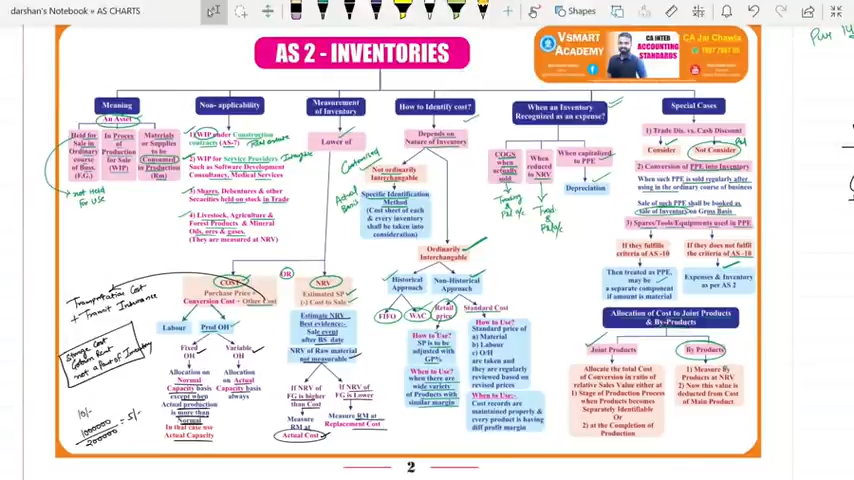 darshan's Notebook » AS CHARTS
Shapes
AS 2 - INVENTORIES
VSMART
ACADEMY
CA INTER
ACCOUNTING
STANDARDS
CA Jai Chawla
Meaning
An Asset
Held for
Sale in
Ordinary
course
of Buss.
(F.G.)
In Proces
of
Production
for Sale
(WIP)
Materials
or Supplies
to be
Consumed
in Production
(Rm)
not Held
For USe
Non- applicability
1) WIP under Construction
contracts (AS-7)
2) WIP for Service Providers
Such as Software Development
Consultancy, Medical Services
Intangible
3) Shares, Debentures & other
Securities held on stock in Trade
4) Livestock, Agriculture &
Forest Products & Mineral
Oils, ores & gases.
(They are measured at NRV)
Measurement
of Inventory
Lower of
OR
COST
Purchase Price +
Conversion Cost + Other Cost
Labour
Prod OH
Fixed
OH
Variable
OH
Allocation on
Normal
Capacity basis
except when
Actual production
is more than
Normal
In that case use
Actual Capacity
Allocation on
Actual
Capacity basis
always
Transportation Cost
+ Transit Insurance
Storage Cost
Godown Rent
not a Part of Inventory
10/-
1000000
200000
= 5/-
NRV
Estimated SP
(-) Cost to Sale
Estimate NRV
Best evidence:-
Sale event
after BS date
NRV of Raw material
not measurable
If NRV of
FG is higher
than Cost
Measure
RM at
Actual Cost
If NRV of
FG is Lower
Measure RM at
Replacement Cost
How to Identify cost?
Depends on
Nature of Inventory
Customised
Not ordinarily
Interchangable
Actual
Basis
Specific Identification
Method
(Cost sheet of each
& every inventory
shall be taken into
consideration)
Ordinarily
Interchangable
Historical
Approach
Non-Historical
Approach
FIFO
WAC
Retail
price
Standard Cost
How to Use?
SP is to be
adjusted with
GP%
When to Use?
when there are
wide variety
of Products with
similar margin
How to Use:
Standard price of
a) Material
b) Labour
c) O/H
are taken and they
are regularly reviewed
based on revised
prices
When to Use:-
Cost records are
maintained properly &
every product is having
diff profit margin
When an Inventory
Recognized as an expense?
COGS
when
actually
sold
When
reduced
to NRV
When capitalized
to PPE
Depreciation
Trading
&
P&L a/c
Trad.
&
P&L a/c
Special Cases
1) Trade Dis. vs. Cash Discount
Consider
Not Consider
P&L
2) Conversion of PPE into Inventory
When such PPE is sold regularly after
using in the ordinary course of business
Sale of such PPE shall be booked as
sale of Inventory on Gross Basis
3) Spares/Tools/Equipments used in PPE
If they fulfills
criteria of AS -10
If they does not fulfil
the criteria of AS -10
Then treated as PPE,
may be
a separate component
if amount is material
Expenses & Inventory
as per AS 2
Allocation of Cost to Joint Products
& By-Products
Joint Products
By Products
Allocate the total Cost
of Conversion in ratio of
relative Sales Value either at
1) Stage of Production Process
when Products becomes
Separately Identifiable
Or
2) at the Completion of
Production
1) Measure By
Products at NRV
2) Now this value is
deducted from Cost
of Main Product
2